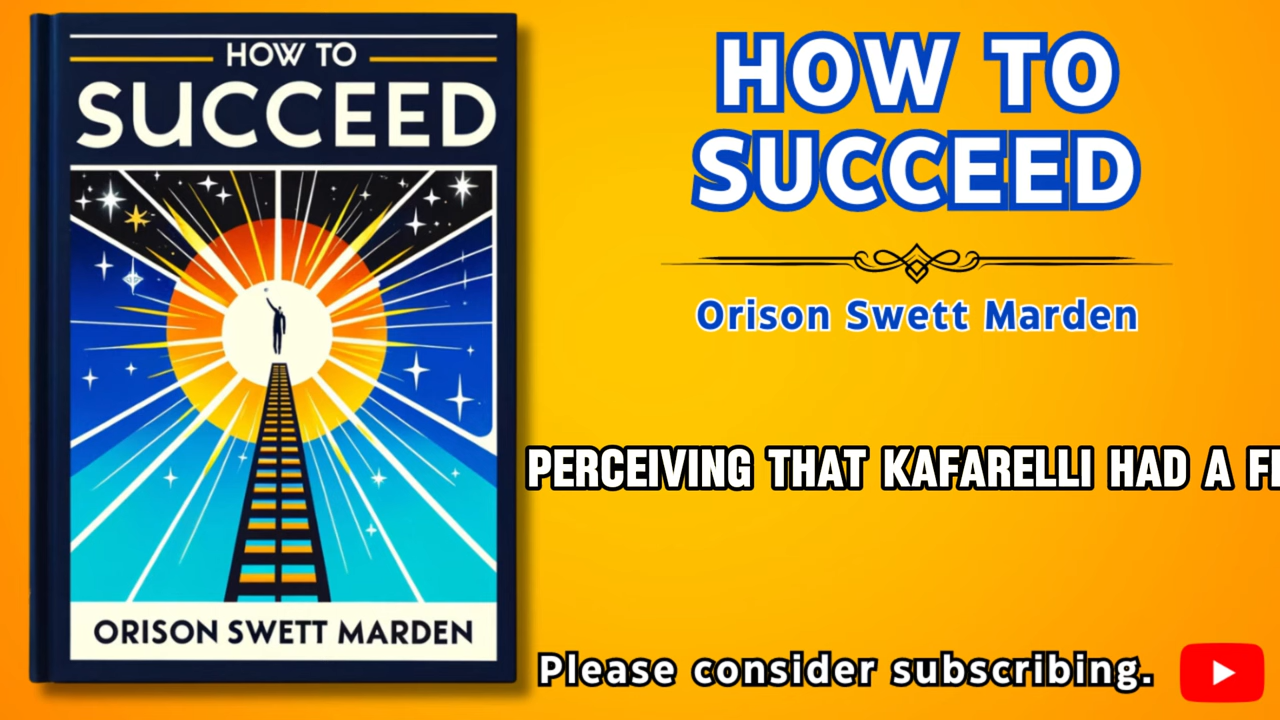 HOW TO
SUCCEED
ORISON SWETT MARDEN
HOW TO
SUCCEED
Orison Swett Marden
PERCEIVING THAT KAFARELLI HAD A
Please consider subscribing.